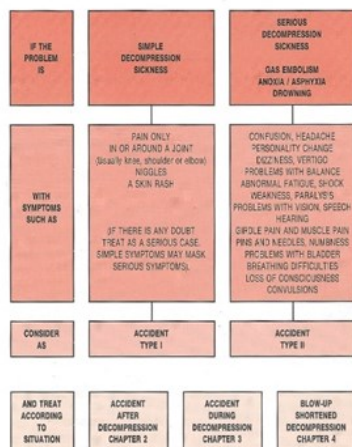 IF THE
PROBLEM
IS
SIMPLE
DECOMPRESSION
SICKNESS
SERIOUS
DECOMPRESSION
SICKNESS
GAS EMBOLISM
ANOXIA / ASPHYXIA
DROWNING
WITH
SYMPTOMS
SUCH AS
PAIN ONLY
IN OR AROUND A JOINT
(Usually knee, shoulder or elbow)
NIGGLES
A SKIN RASH
(IF THERE IS ANY DOUBT
TREAT AS A SERIOUS CASE.
SIMPLE SYMPTOMS MAY MASK
SERIOUS SYMPTOMS).
CONFUSION, HEADACHE
PERSONALITY CHANGE
DIZZINESS, VERTIGO
PROBLEMS WITH BALANCE
ABNORMAL FATIGUE, SHOCK
WEAKNESS, PARALYSIS
PROBLEMS WITH VISION, SPEECH
HEARING
GIRDLE PAIN AND MUSCLE PAIN
PINS AND NEEDLES, NUMBNESS
PROBLEMS WITH BLADDER
BREATHING DIFFICULTIES
LOSS OF CONSCIOUSNESS
CONVULSIONS
CONSIDER
AS
ACCIDENT
TYPE I
ACCIDENT
TYPE II
AND TREAT
ACCORDING
TO
SITUATION
ACCIDENT
AFTER
DECOMPRESSION
CHAPTER 2
ACCIDENT
DURING
DECOMPRESSION
CHAPTER 3
BLOW-UP
SHORTENED
DECOMPRESSION
CHAPTER 4